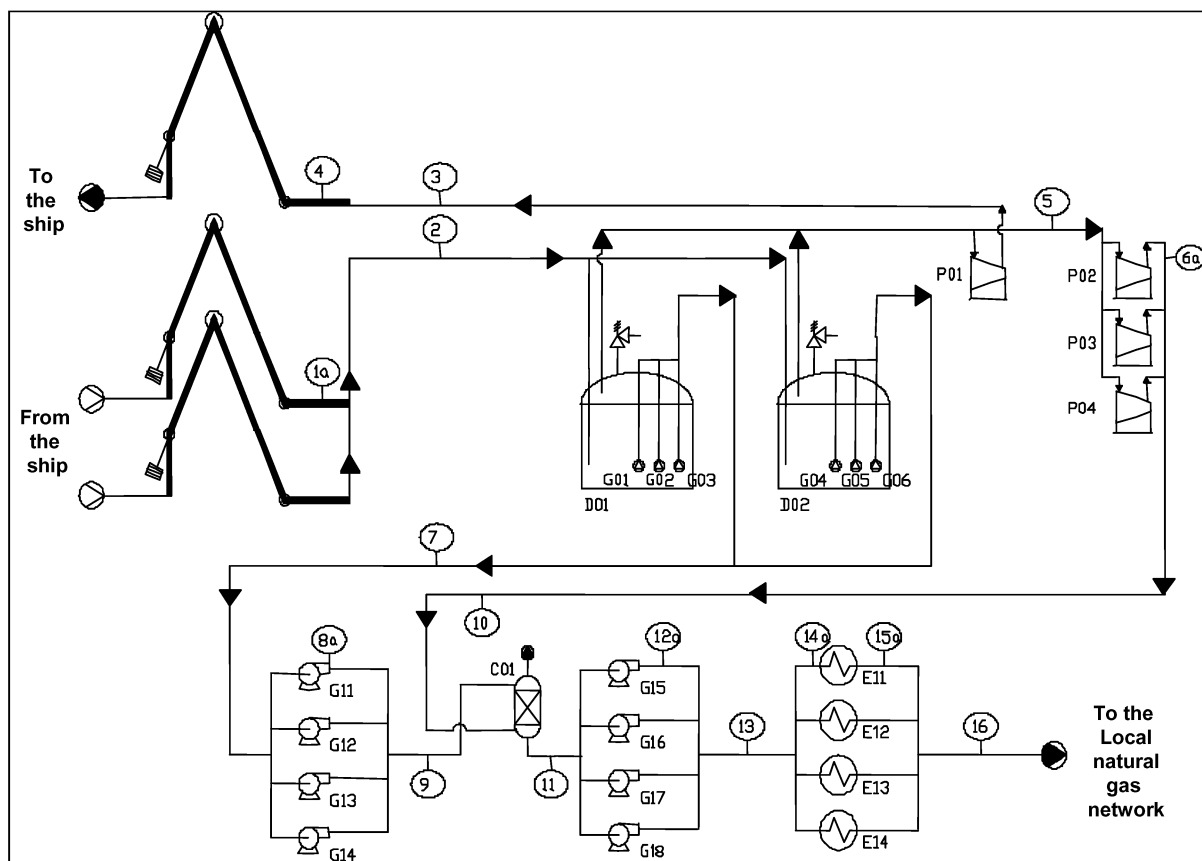 To
the
ship
4
3
2
5
6a
P01
P02
P03
P04
1a
From
the
ship
G01 G02 G03
D01
G04 G05 G06
D02
7
10
8a
G11
G12
G13
G14
9
C01
11
12a
G15
G16
G17
G18
13
14a
15a
E11
E12
E13
E14
16
To the
Local
natural
gas
network